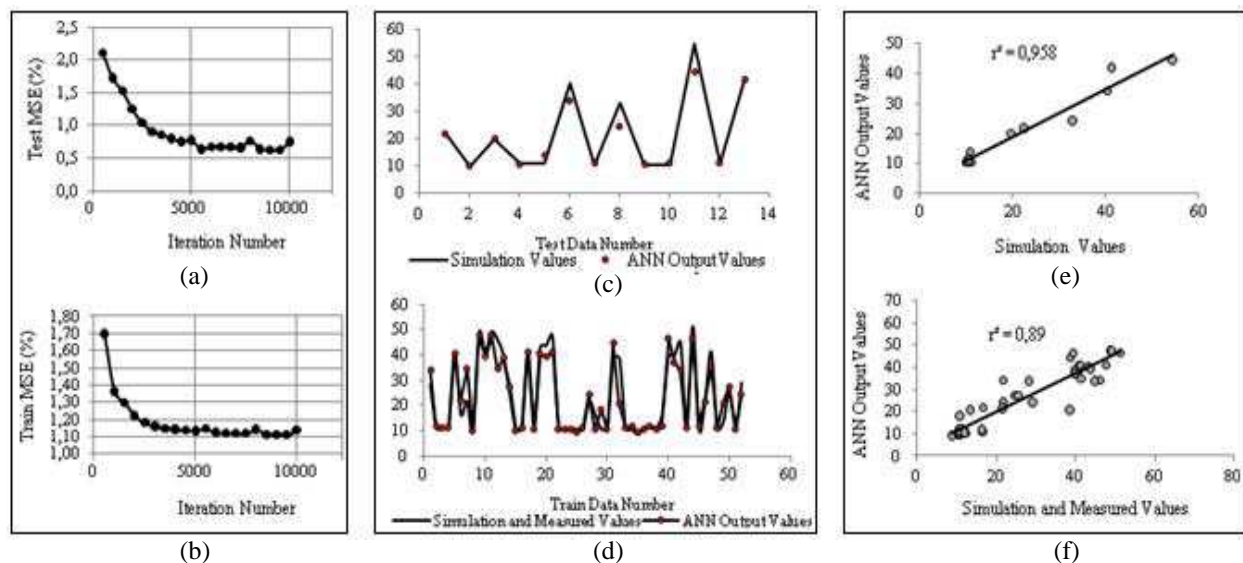 2,5
2,0
1,5
1,0
0,5
0,0
Test MSE (%)
0 5000 10000
Iteration Number
(a)
1,80
1,70
1,60
1,50
1,40
1,30
1,20
1,10
1,00
Train MSE (%)
0 5000 10000
Iteration Number
(b)
60
50
40
30
20
10
0
0 2 4 6 8 10 12 14
Test Data Number
Simulation Values ANN Output Values
(c)
60
50
40
30
20
10
0
0 10 20 30 40 50 60
Train Data Number
Simulation and Measured Values ANN Output Values
(d)
50
40
30
20
10
0
ANN Output Values
r² = 0,958
0 20 40 60
Simulation Values
(e)
70
60
50
40
30
20
10
0
ANN Output Values
r² = 0,89
0 20 40 60 80
Simulation and Measured Values
(f)